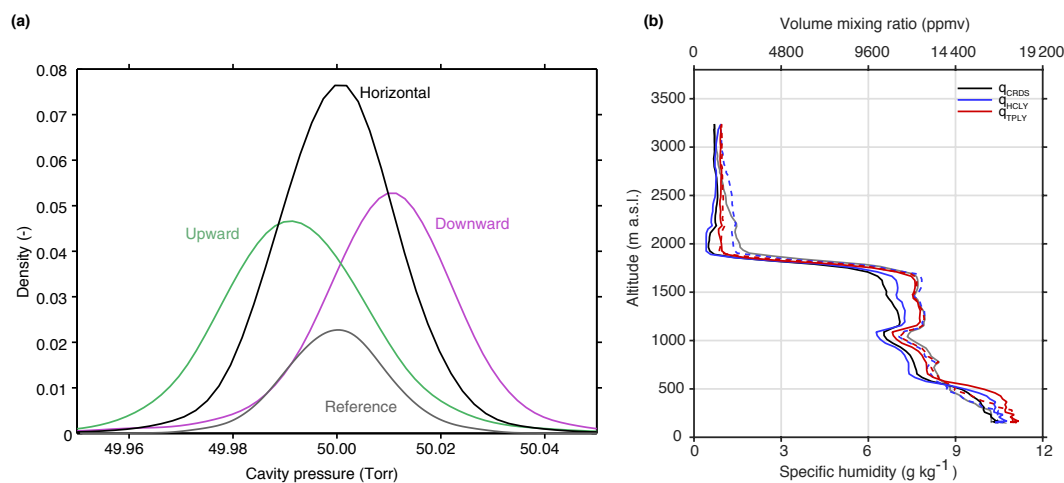 (a)
0.08
0.07
0.06
0.05
0.04
0.03
0.02
0.01
0
Density (-)
Horizontal
Upward
Downward
Reference
49.96
49.98
50.00
50.02
50.04
Cavity pressure (Torr)
(b)
Volume mixing ratio (ppmv)
0
4800
9600
14 400
19 200
3500
3000
2500
2000
1500
1000
500
0
Altitude (m a.s.l.)
qCRDS
qHCLY
qTPLY
0
3
6
9
12
Specific humidity (g kg-1)